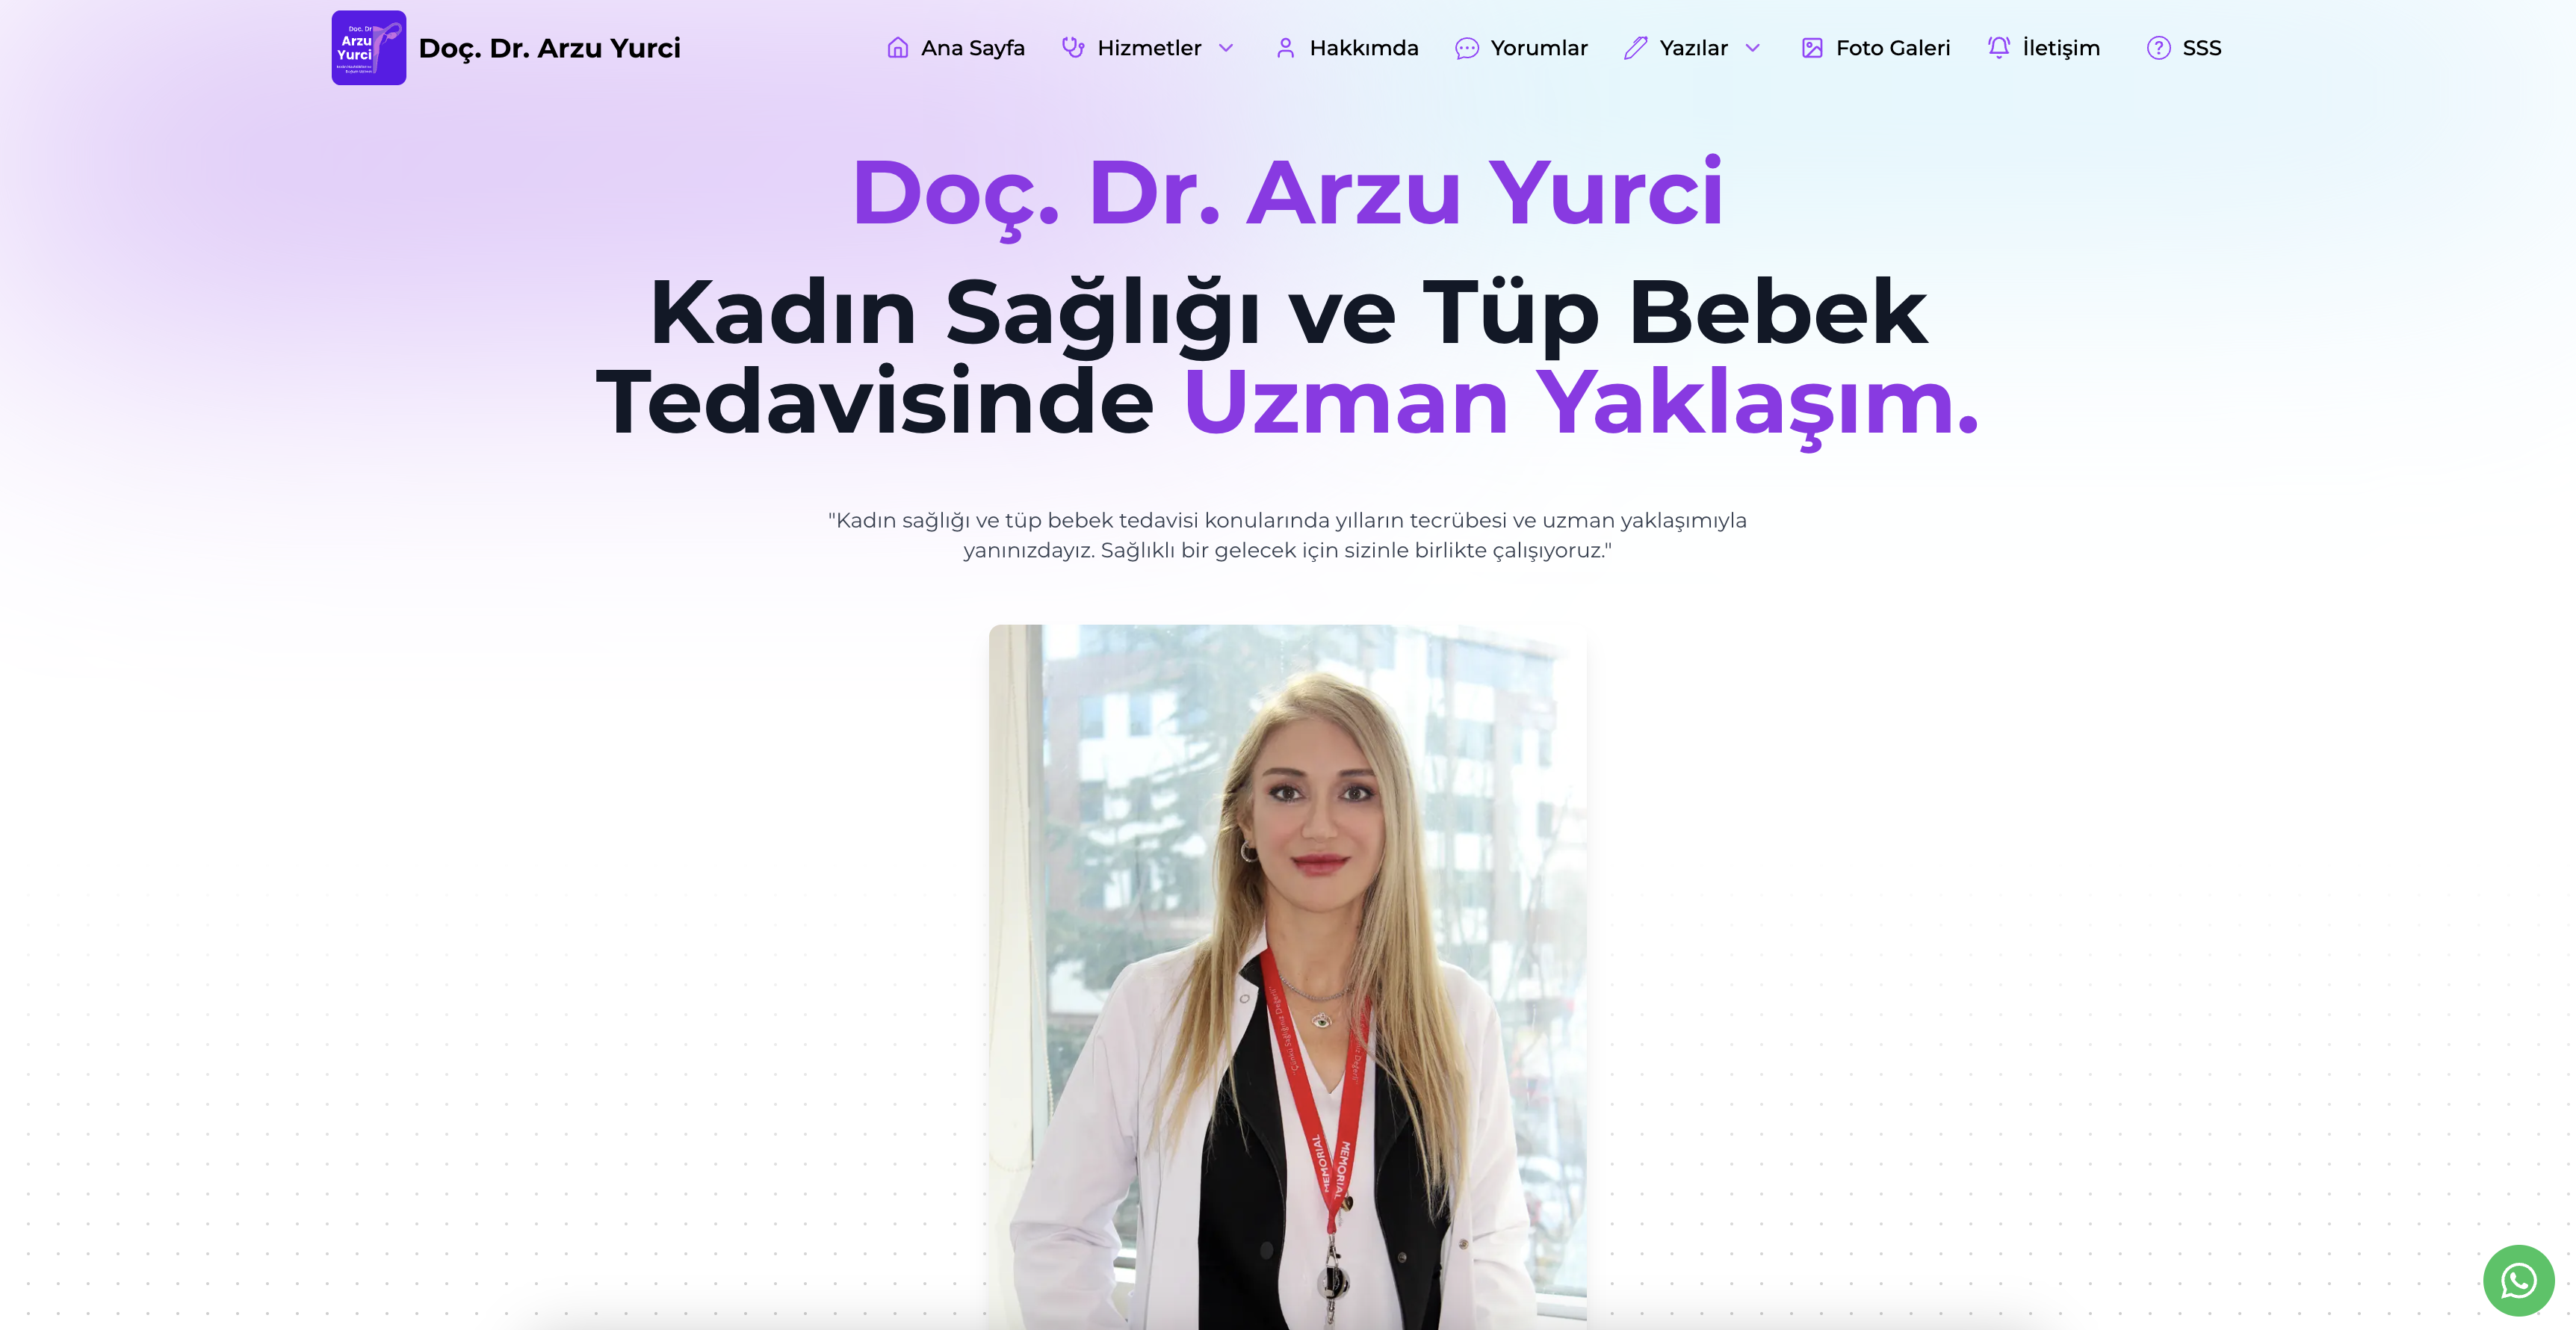 Doç. Dr
Arzu
Yurci
Doç. Dr. Arzu Yurci
Ana Sayfa
Hizmetler
Hakkımda
Yorumlar
Yazılar
Foto Galeri
İletişim
SSS
Doç. Dr. Arzu Yurci
Kadın Sağlığı ve Tüp Bebek
Tedavisinde Uzman Yaklaşım.
"Kadın sağlığı ve tüp bebek tedavisi konularında yılların tecrübesi ve uzman yaklaşımıyla
yanınızdayız. Sağlıklı bir gelecek için sizinle birlikte çalışıyoruz."
MEMORIAL
MEMORIAL